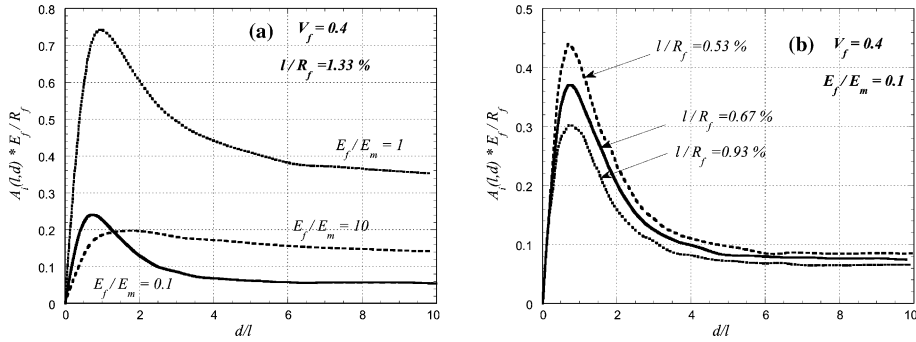 (a)
V_f = 0.4
l / R_f = 1.33 %
E_f / E_m = 1
E_f / E_m = 10
E_f / E_m = 0.1
A_i(l,d) * E_f / R_f
0.8
0.7
0.6
0.5
0.4
0.3
0.2
0.1
0
0 2 4 6 8 10
d/l
(b)
V_f = 0.4
E_f / E_m = 0.1
l / R_f = 0.53 %
l / R_f = 0.67 %
l / R_f = 0.93 %
A_i(l,d) * E_f / R_f
0.5
0.4
0.3
0.2
0.1
0
0 2 4 6 8 10
d/l